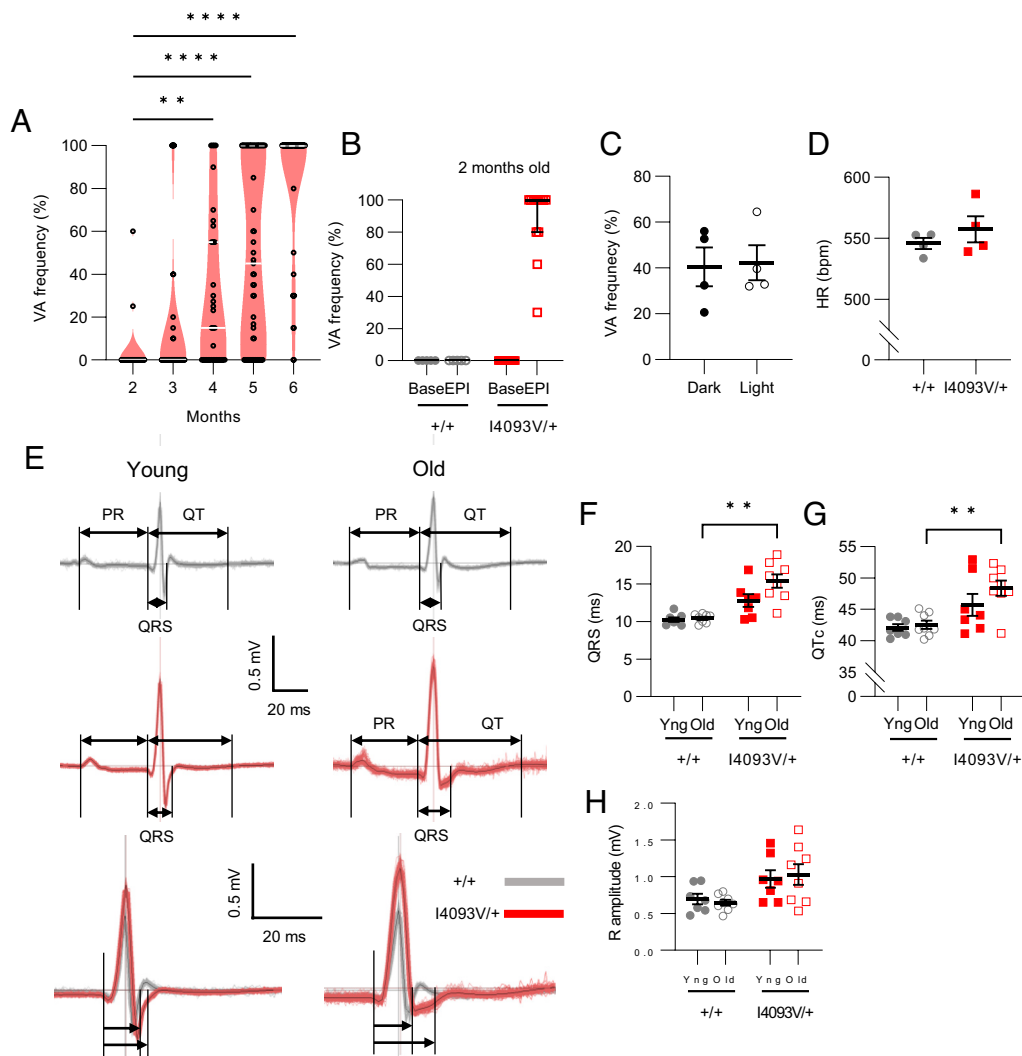 * * * *
* * * *
* *
A
VA frequency (%)
100
80
60
40
20
0
2 3 4 5 6
Months
B
2 months old
VA frequency (%)
100
80
60
40
20
0
BaseEPI BaseEPI
+/+ I4093V/+
C
VA frequency (%)
80
60
40
20
0
Dark Light
D
HR (bpm)
600
550
500
0
+/+ I4093V/+
E
Young Old
PR QT PR QT
QRS QRS
0.5 mV
20 ms
PR QT
QRS QRS
0.5 mV
20 ms
+/+
I4093V/+
F
* *
QRS (ms)
20
15
10
5
0
Yng Old Yng Old
+/+ I4093V/+
G
* *
QTc (ms)
55
50
45
40
35
0
Yng Old Yng Old
+/+ I4093V/+
H
R amplitude (mV)
2.0
1.5
1.0
0.5
0.0
Yng Old Yng Old
+/+ I4093V/+